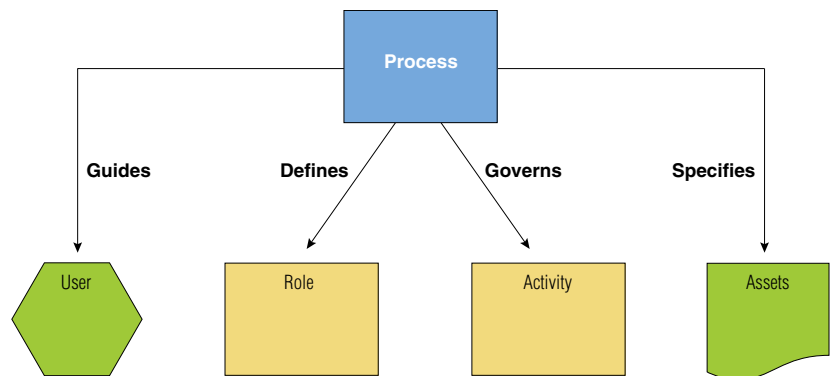 Process
Guides
Defines
Governs
Specifies
User
Role
Activity
Assets